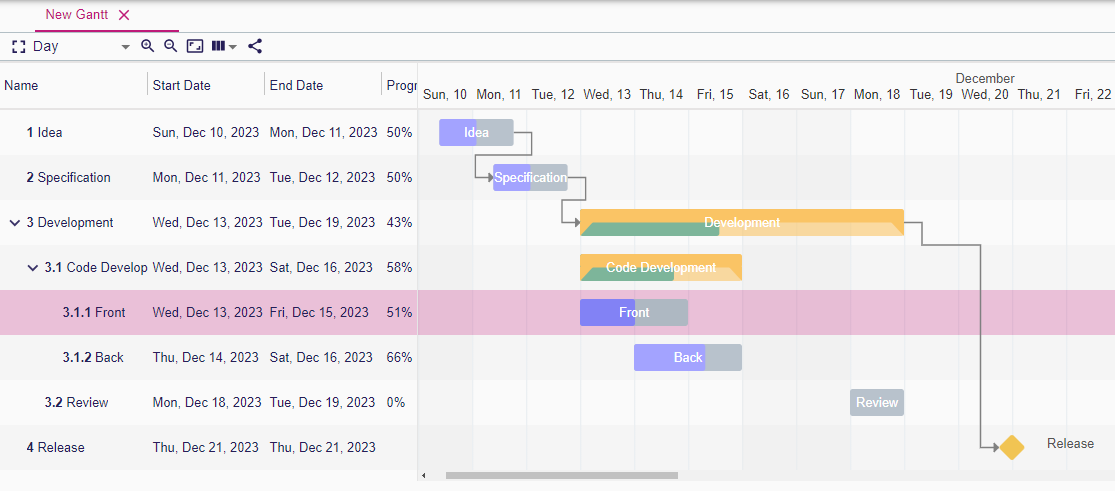 New Gantt
Day
Name Start Date End Date Progr
December
Sun, 10 Mon, 11 Tue, 12 Wed, 13 Thu, 14 Fri, 15 Sat, 16 Sun, 17 Mon, 18 Tue, 19 Wed, 20 Thu, 21 Fri, 22
1 Idea Sun, Dec 10, 2023 Mon, Dec 11, 2023 50% Idea
2 Specification Mon, Dec 11, 2023 Tue, Dec 12, 2023 50% Specification
3 Development Wed, Dec 13, 2023 Tue, Dec 19, 2023 43% Development
3.1 Code Develop Wed, Dec 13, 2023 Sat, Dec 16, 2023 58% Code Development
3.1.1 Front Wed, Dec 13, 2023 Fri, Dec 15, 2023 51% Front
3.1.2 Back Thu, Dec 14, 2023 Sat, Dec 16, 2023 66% Back
3.2 Review Mon, Dec 18, 2023 Tue, Dec 19, 2023 0% Review
4 Release Thu, Dec 21, 2023 Thu, Dec 21, 2023 Release